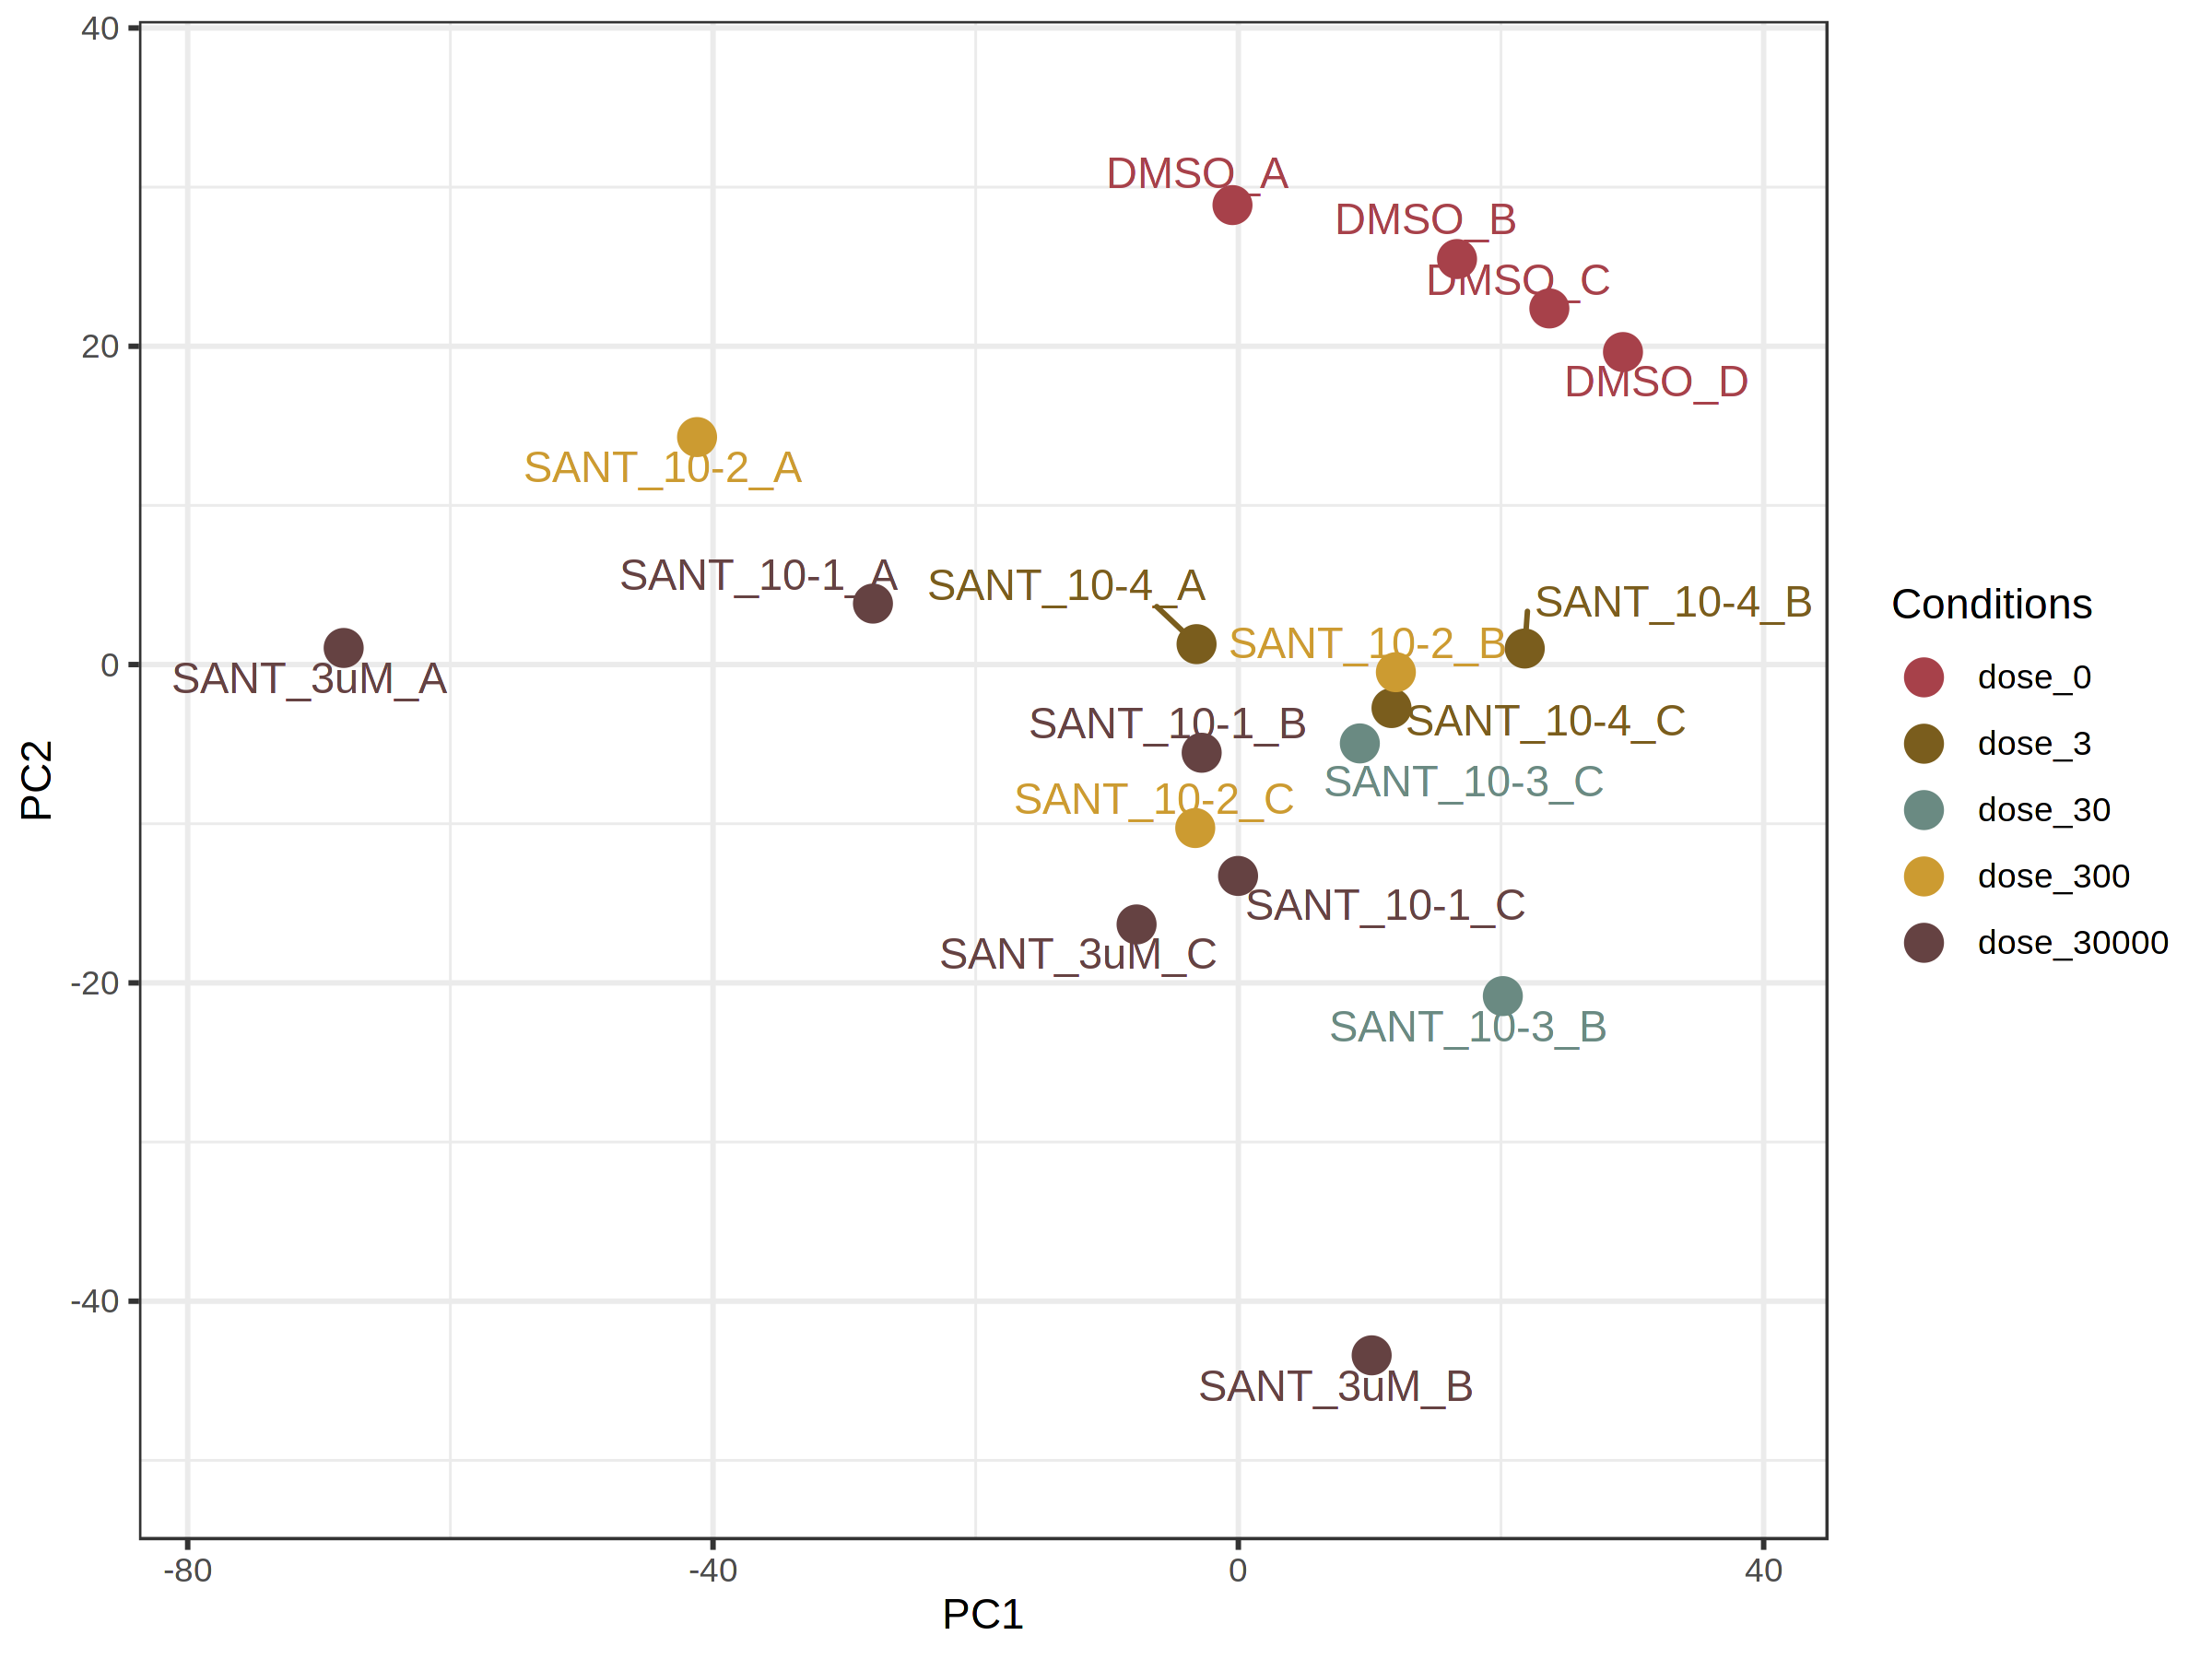 40
DMSO_A
DMSO_B
DMSO_C
20
DMSO_D
SANT_10-2_A
SANT_10-1_A
SANT_10-4_A
SANT_10-4_B
Conditions
SANT_10-2_B
0
SANT_3uM_A
dose_0
SANT_10-1_B
SANT_10-4_C
dose_3
PC2
SANT_10-3_C
SANT_10-2_C
dose_30
dose_300
SANT_10-1_C
SANT_3uM_C
dose_30000
-20
SANT_10-3_B
-40
SANT_3uM_B
-80 -40 0 40
PC1